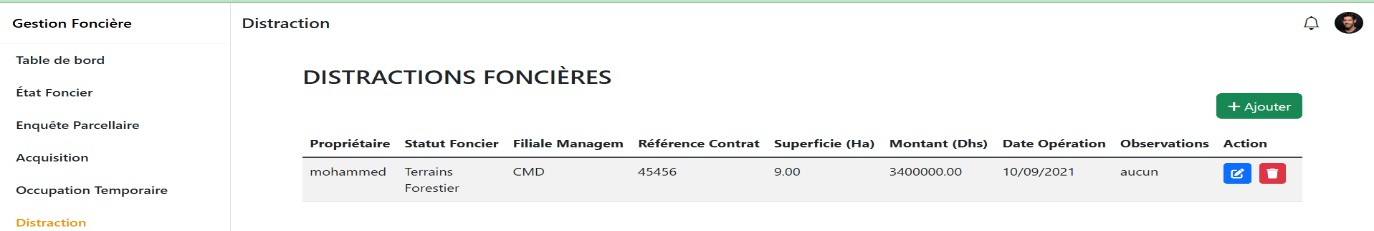 Gestion Foncière
Distraction
Table de bord
État Foncier
Enquête Parcellaire
Acquisition
Occupation Temporaire
Distraction
DISTRACTIONS FONCIÈRES
+ Ajouter
Propriétaire Statut Foncier Filiale Managem Référence Contrat Superficie (Ha) Montant (Dhs) Date Opération Observations Action
mohammed Terrains CMD 45456 9.00 3400000.00 10/09/2021 aucun
Forestier